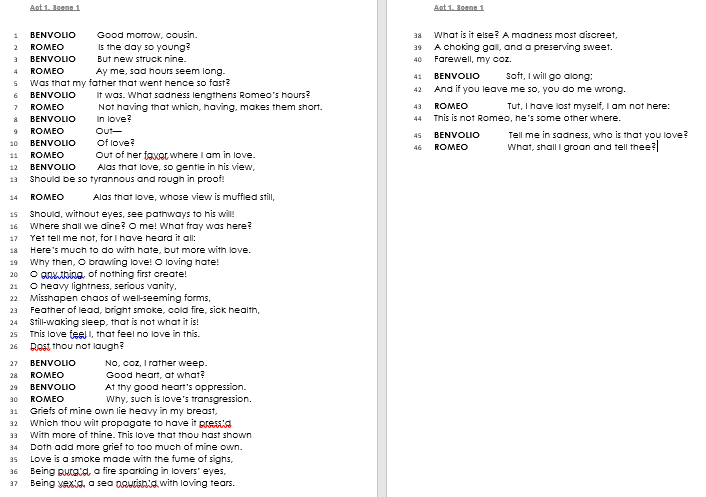 Act 1, Scene 1
1 BENVOLIO Good morrow, cousin.
2 ROMEO Is the day so young?
3 BENVOLIO But new struck nine.
4 ROMEO Ay me, sad hours seem long.
5 Was that my father that went hence so fast?
6 BENVOLIO It was. What sadness lengthens Romeo's hours?
7 ROMEO Not having that which, having, makes them short.
8 BENVOLIO In love?
9 ROMEO Out—
10 BENVOLIO Of love?
11 ROMEO Out of her favor where I am in love.
12 BENVOLIO Alas that love, so gentle in his view,
13 Should be so tyrannous and rough in proof!
14 ROMEO Alas that love, whose view is muffled still,
15 Should, without eyes, see pathways to his will!
16 Where shall we dine? O me! What fray was here?
17 Yet tell me not, for I have heard it all:
18 Here's much to do with hate, but more with love.
19 Why then, O brawling love! O loving hate!
20 O any thing, of nothing first create!
21 O heavy lightness, serious vanity,
22 Misshapen chaos of well-seeming forms,
23 Feather of lead, bright smoke, cold fire, sick health,
24 Still-waking sleep, that is not what it is!
25 This love feel I, that feel no love in this.
26 Dost thou not laugh?
27 BENVOLIO No, coz, I rather weep.
28 ROMEO Good heart, at what?
29 BENVOLIO At thy good heart's oppression.
30 ROMEO Why, such is love's transgression.
31 Griefs of mine own lie heavy in my breast,
32 Which thou wilt propagate to have it press'd
33 With more of thine. This love that thou hast shown
34 Doth add more grief to too much of mine own.
35 Love is a smoke made with the fume of sighs,
36 Being purg'd, a fire sparkling in lovers' eyes,
37 Being vex'd, a sea nourish'd with loving tears.
Act 1, Scene 1
38 What is it else? A madness most discreet,
39 A choking gall, and a preserving sweet.
40 Farewell, my coz.
41 BENVOLIO Soft, I will go along;
42 And if you leave me so, you do me wrong.
43 ROMEO Tut, I have lost myself, I am not here:
44 This is not Romeo, he's some other where.
45 BENVOLIO Tell me in sadness, who is that you love?
46 ROMEO What, shall I groan and tell thee?